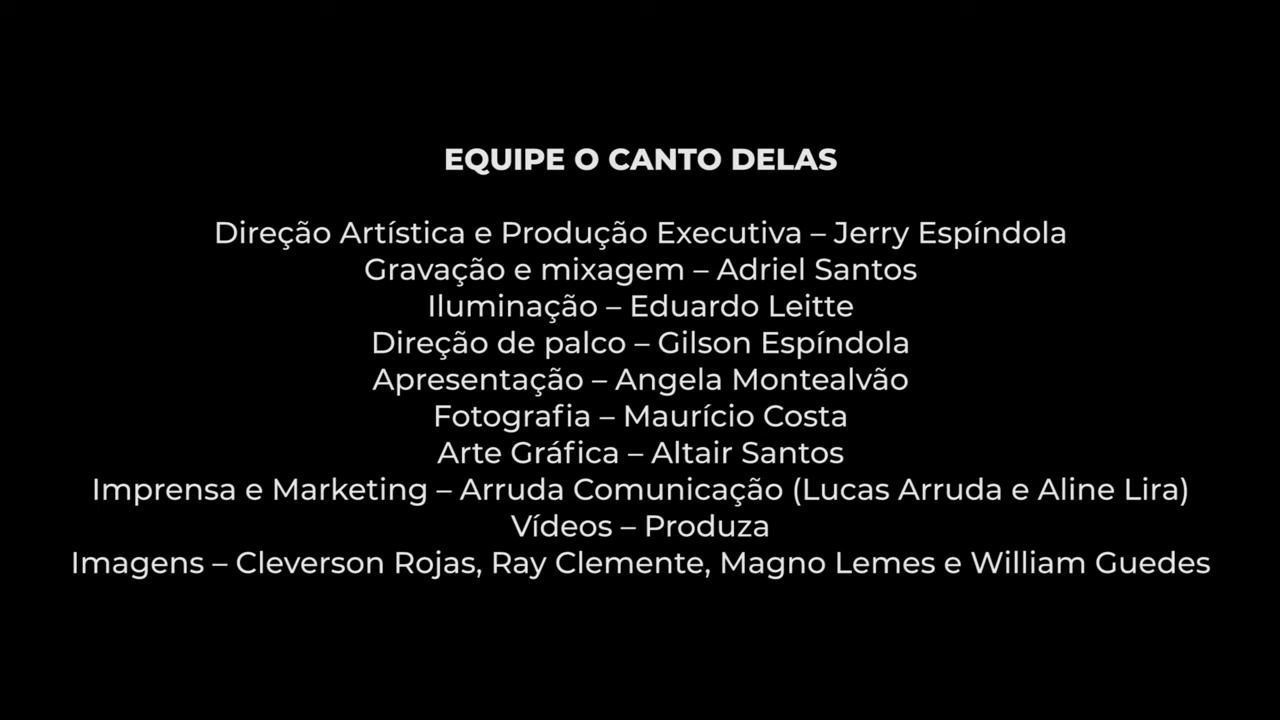 EQUIPE O CANTO DELAS
Direção Artística e Produção Executiva – Jerry Espíndola
Gravação e mixagem – Adriel Santos
Iluminação – Eduardo Leitte
Direção de palco – Gilson Espíndola
Apresentação – Angela Montealvão
Fotografia – Maurício Costa
Arte Gráfica – Altair Santos
Imprensa e Marketing – Arruda Comunicação (Lucas Arruda e Aline Lira)
Vídeos – Produza
Imagens – Cleverson Rojas, Ray Clemente, Magno Lemes e William Guedes